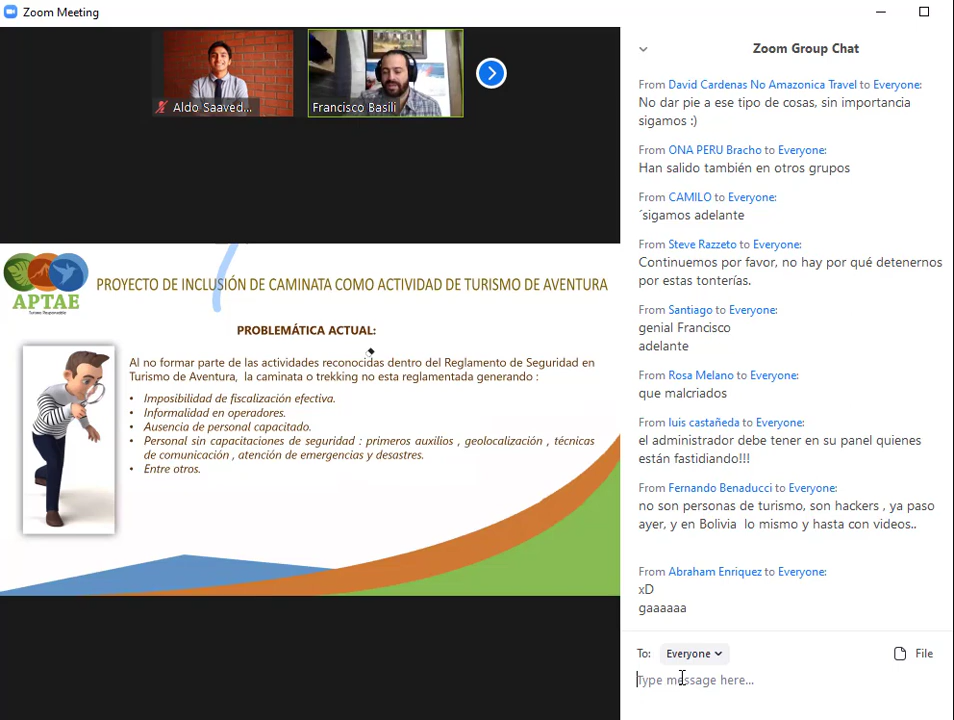 Zoom Meeting
Aldo Saaved...
Francisco Basili
APTAE
Turismo Responsable
PROYECTO DE INCLUSIÓN DE CAMINATA COMO ACTIVIDAD DE TURISMO DE AVENTURA
PROBLEMÁTICA ACTUAL:
Al no formar parte de las actividades reconocidas dentro del Reglamento de Seguridad en
Turismo de Aventura, la caminata o trekking no esta reglamentada generando :
• Imposibilidad de fiscalización efectiva.
• Informalidad en operadores.
• Ausencia de personal capacitado.
• Personal sin capacitaciones de seguridad : primeros auxilios , geolocalización , técnicas
de comunicación , atención de emergencias y desastres.
• Entre otros.
Zoom Group Chat
From David Cardenas No Amazonica Travel to Everyone:
No dar pie a ese tipo de cosas, sin importancia
sigamos :)
From ONA PERU Bracho to Everyone:
Han salido también en otros grupos
From CAMILO to Everyone:
´sigamos adelante
From Steve Razzeto to Everyone:
Continuemos por favor, no hay por qué detenernos
por estas tonterías.
From Santiago to Everyone:
genial Francisco
adelante
From Rosa Melano to Everyone:
que malcriados
From luis castañeda to Everyone:
el administrador debe tener en su panel quienes
están fastidiando!!!
From Fernando Benaducci to Everyone:
no son personas de turismo, son hackers , ya paso
ayer, y en Bolivia lo mismo y hasta con videos..
From Abraham Enriquez to Everyone:
xD
gaaaaaa
To: Everyone
File
Type message here...